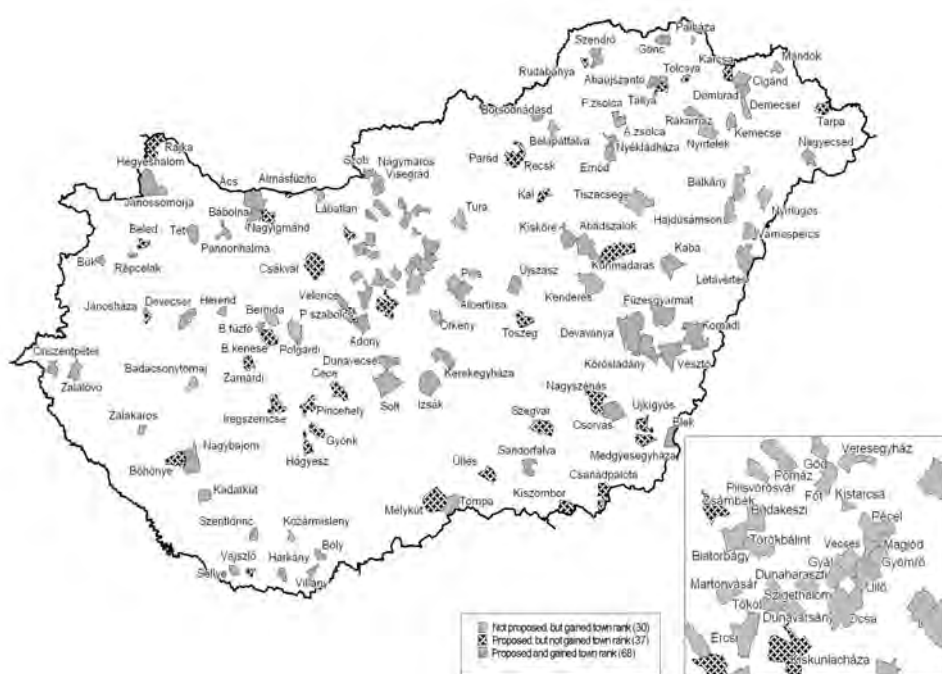 Pálháza
Szendrő
Gönc
Karcsa
Mándok
Rudabánya
Abaújszántó
Tolcsva
Cigánd
Dombrád
Borsodnádasd
F.zsolca
Tállya
Demecser
Rakamaz
Tarpa
Bélapátfalva
A.zsolca
Kemecse
Rajka
Szob
Nagymaros
Parád
Nyékládháza
Nyírtelek
Nagyecsed
Hegyeshalom
Visegrád
Recsk
Emőd
Ács
Almásfüzitő
Balkány
Jánossomorja
Lábatlan
Kál
Tiszacsege
Bábolna
Tura
Nyírlugos
Beled
Tét
Nagyigmánd
Hajdúsámson
Pannonhalma
Kisköre
Abádszalók
Vámospércs
Bük
Csákvár
Kaba
Répcelak
Kunmadaras
Létavértes
Pilis
Újszász
Jánosháza
Devecser
Herend
Velence
Kenderes
Füzesgyarmat
Berhida
P.szabolcs
Albertirsa
B.fűzfő
Örkény
Tószeg
Dévaványa
Komádi
Adony
Őriszentpéter
B.kenese
Polgárdi
Dunavecse
Körösladány
Vésztő
Badacsonytomaj
Cece
Kerekegyháza
Zalalövő
Zamárdi
Nagyszénás
Zalakaros
Iregszemcse
Pincehely
Solt
Izsák
Szegvár
Újkígyós
Csorvás
Elek
Nagybajom
Gyönk
Medgyesegyháza
Veresegyház
Böhönye
Hőgyész
Sándorfalva
Göd
Üllés
Csanádpalota
Pomáz
Kadarkút
Kiszombor
Pilisvörösvár
Fót
Mélykút
Tompa
Zsámbék
Kistarcsa
Szentlőrinc
Kozármisleny
Budakeszi
Pécel
Bóly
Törökbálint
Vecsés
Maglód
Vajszló
Harkány
Biatorbágy
Gyál
Gyömrő
Sellye
Villány
Dunaharaszti
Martonvásár
Üllő
Szigethalom
Tököl
Dunavarsány
Ócsa
Not proposed, but gained town rank (30)
Ercsi
Proposed, but not gained town rank (37)
Proposed and gained town rank (68)
Kiskunlacháza